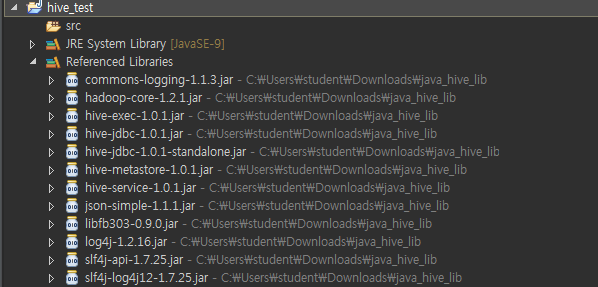 hive_test
src
JRE System Library [JavaSE-9]
Referenced Libraries
commons-logging-1.1.3.jar - C:₩Users₩student₩Downloads₩java_hive_lib
hadoop-core-1.2.1.jar - C:₩Users₩student₩Downloads₩java_hive_lib
hive-exec-1.0.1.jar - C:₩Users₩student₩Downloads₩java_hive_lib
hive-jdbc-1.0.1.jar - C:₩Users₩student₩Downloads₩java_hive_lib
hive-jdbc-1.0.1-standalone.jar - C:₩Users₩student₩Downloads₩java_hive_lib
hive-metastore-1.0.1.jar - C:₩Users₩student₩Downloads₩java_hive_lib
hive-service-1.0.1.jar - C:₩Users₩student₩Downloads₩java_hive_lib
json-simple-1.1.1.jar - C:₩Users₩student₩Downloads₩java_hive_lib
libfb303-0.9.0.jar - C:₩Users₩student₩Downloads₩java_hive_lib
log4j-1.2.16.jar - C:₩Users₩student₩Downloads₩java_hive_lib
slf4j-api-1.7.25.jar - C:₩Users₩student₩Downloads₩java_hive_lib
slf4j-log4j12-1.7.25.jar - C:₩Users₩student₩Downloads₩java_hive_lib